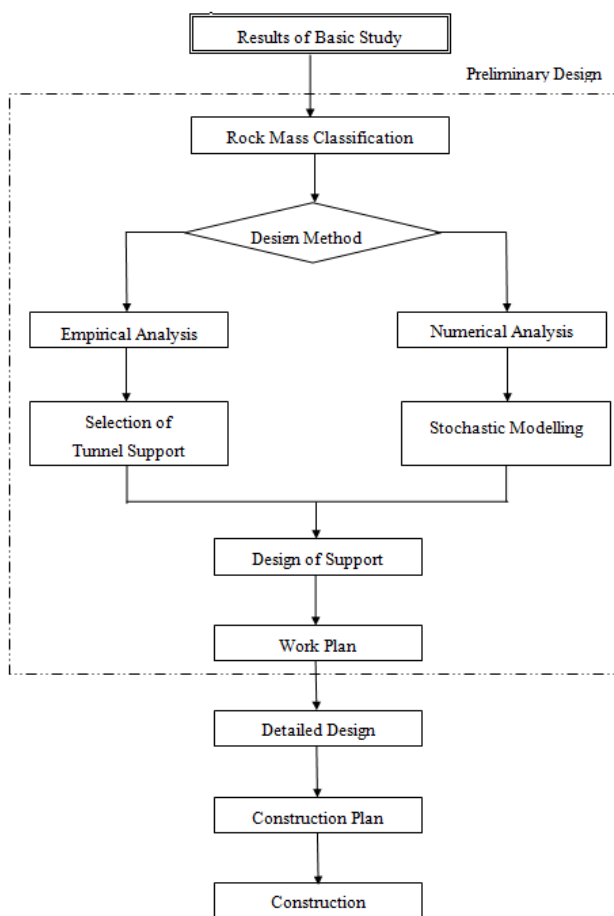 Results of Basic Study
Preliminary Design
Rock Mass Classification
Design Method
Empirical Analysis
Numerical Analysis
Selection of
Tunnel Support
Stochastic Modelling
Design of Support
Work Plan
Detailed Design
Construction Plan
Construction